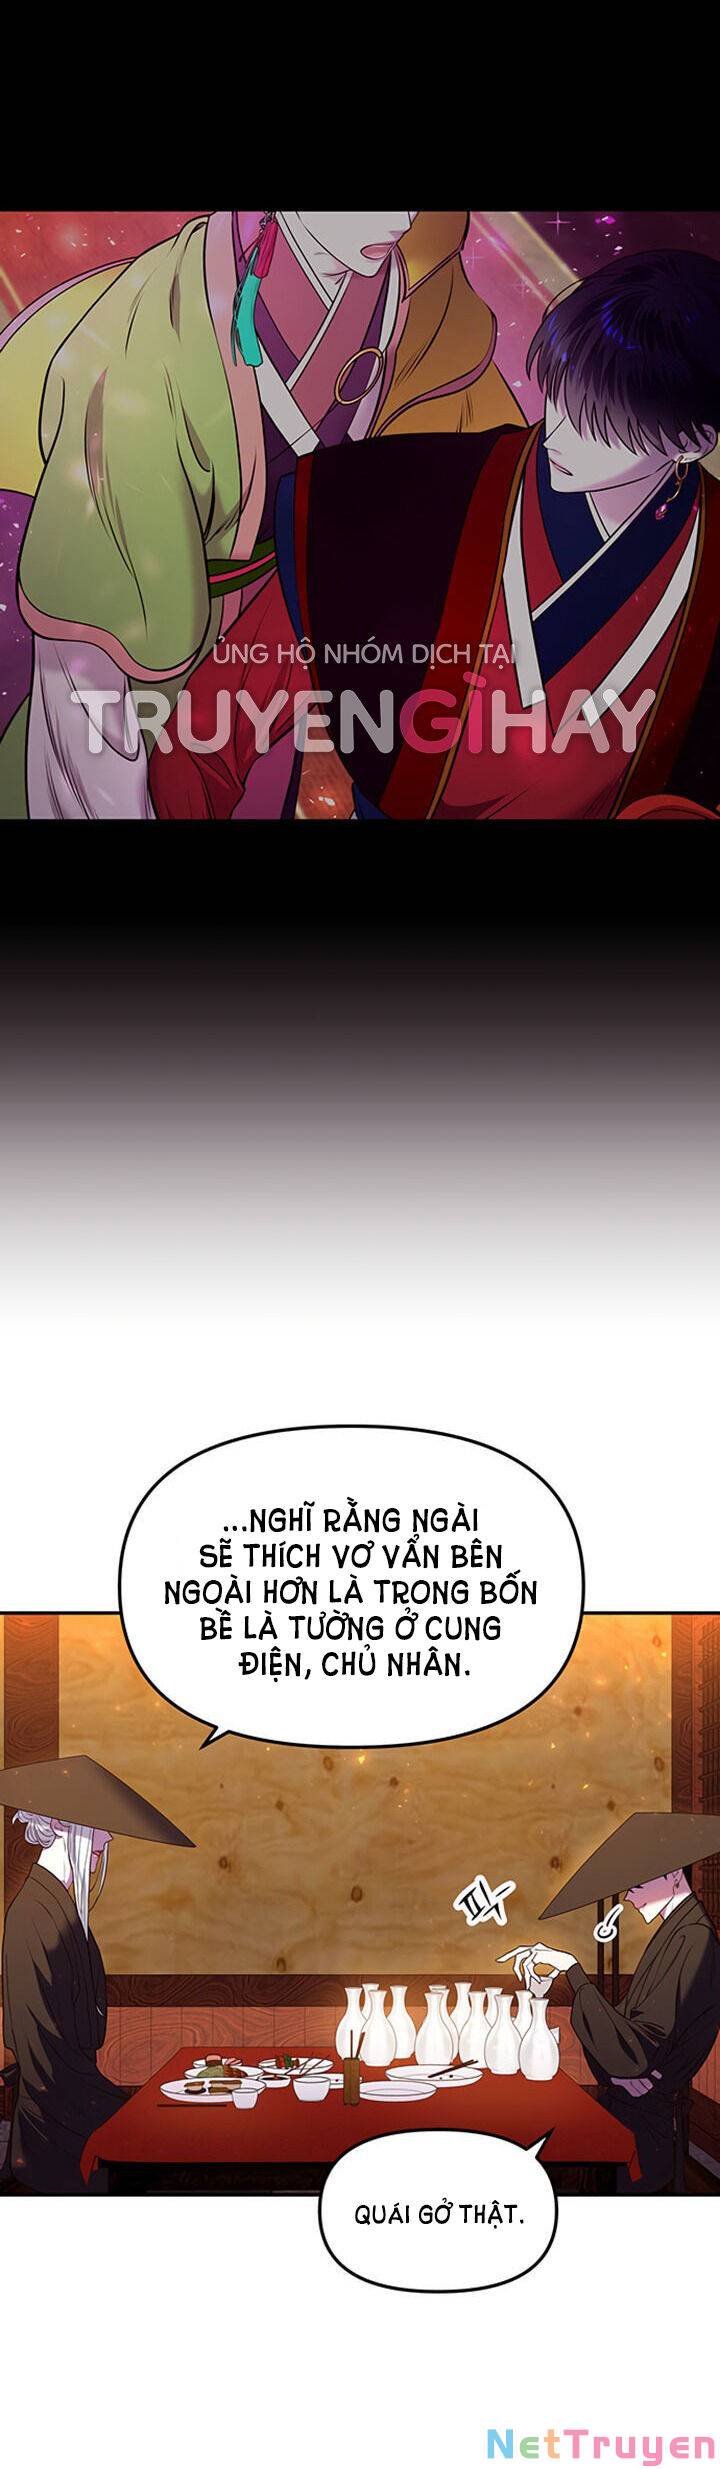 ỦNG HỘ NHÓM DỊCH TẠI
TRUYENGIHAY
...NGHĨ RẰNG NGÀI
SẼ THÍCH VƠ VẨN BÊN
NGOÀI HƠN LÀ TRONG BỐN
BỀ LÀ TƯỜNG Ở CUNG
ĐIỆN, CHỦ NHÂN.
QUÁI GỞ THẬT.
NetTruyen